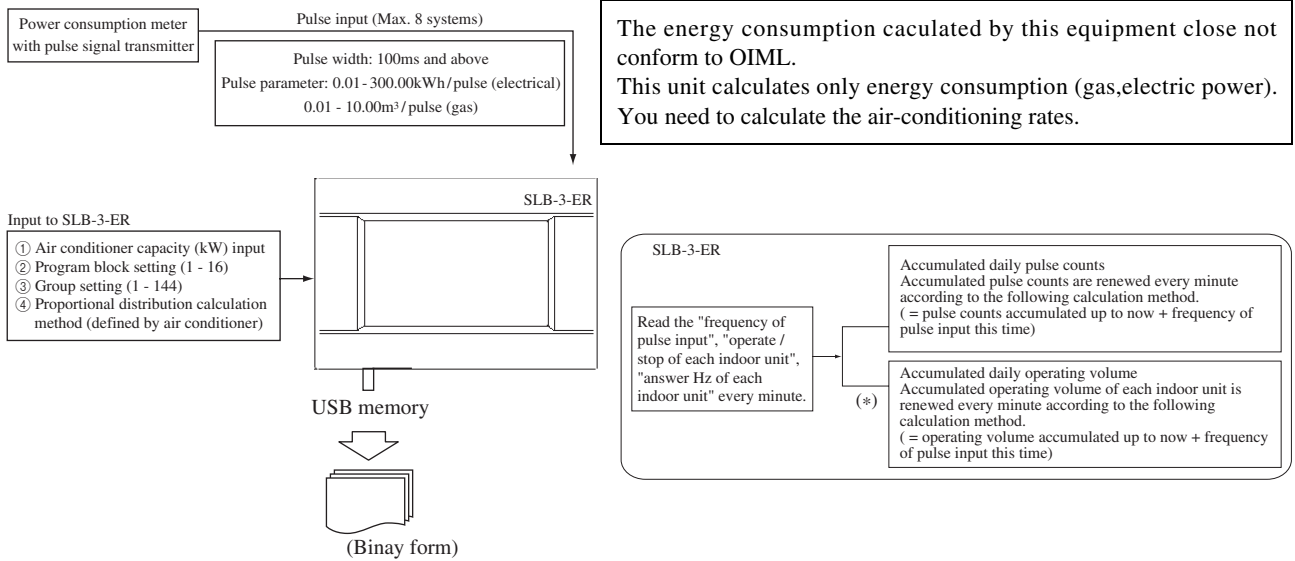 Power consumption meter
with pulse signal transmitter
Pulse input (Max. 8 systems)
Pulse width: 100ms and above
Pulse parameter: 0.01 - 300.00kWh/pulse (electrical)
0.01 - 10.00m³/pulse (gas)
The energy consumption caculated by this equipment close not
conform to OIML.
This unit calculates only energy consumption (gas,electric power).
You need to calculate the air-conditioning rates.
Input to SLB-3-ER
① Air conditioner capacity (kW) input
② Program block setting (1 - 16)
③ Group setting (1 - 144)
④ Proportional distribution calculation
method (defined by air conditioner)
SLB-3-ER
USB memory
(Binay form)
SLB-3-ER
Read the "frequency of
pulse input", "operate /
stop of each indoor unit",
"answer Hz of each
indoor unit" every minute.
(*)
Accumulated daily pulse counts
Accumulated pulse counts are renewed every minute
according to the following calculation method.
( = pulse counts accumulated up to now + frequency of
pulse input this time)
Accumulated daily operating volume
Accumulated operating volume of each indoor unit is
renewed every minute according to the following
calculation method.
( = operating volume accumulated up to now + frequency
of pulse input this time)